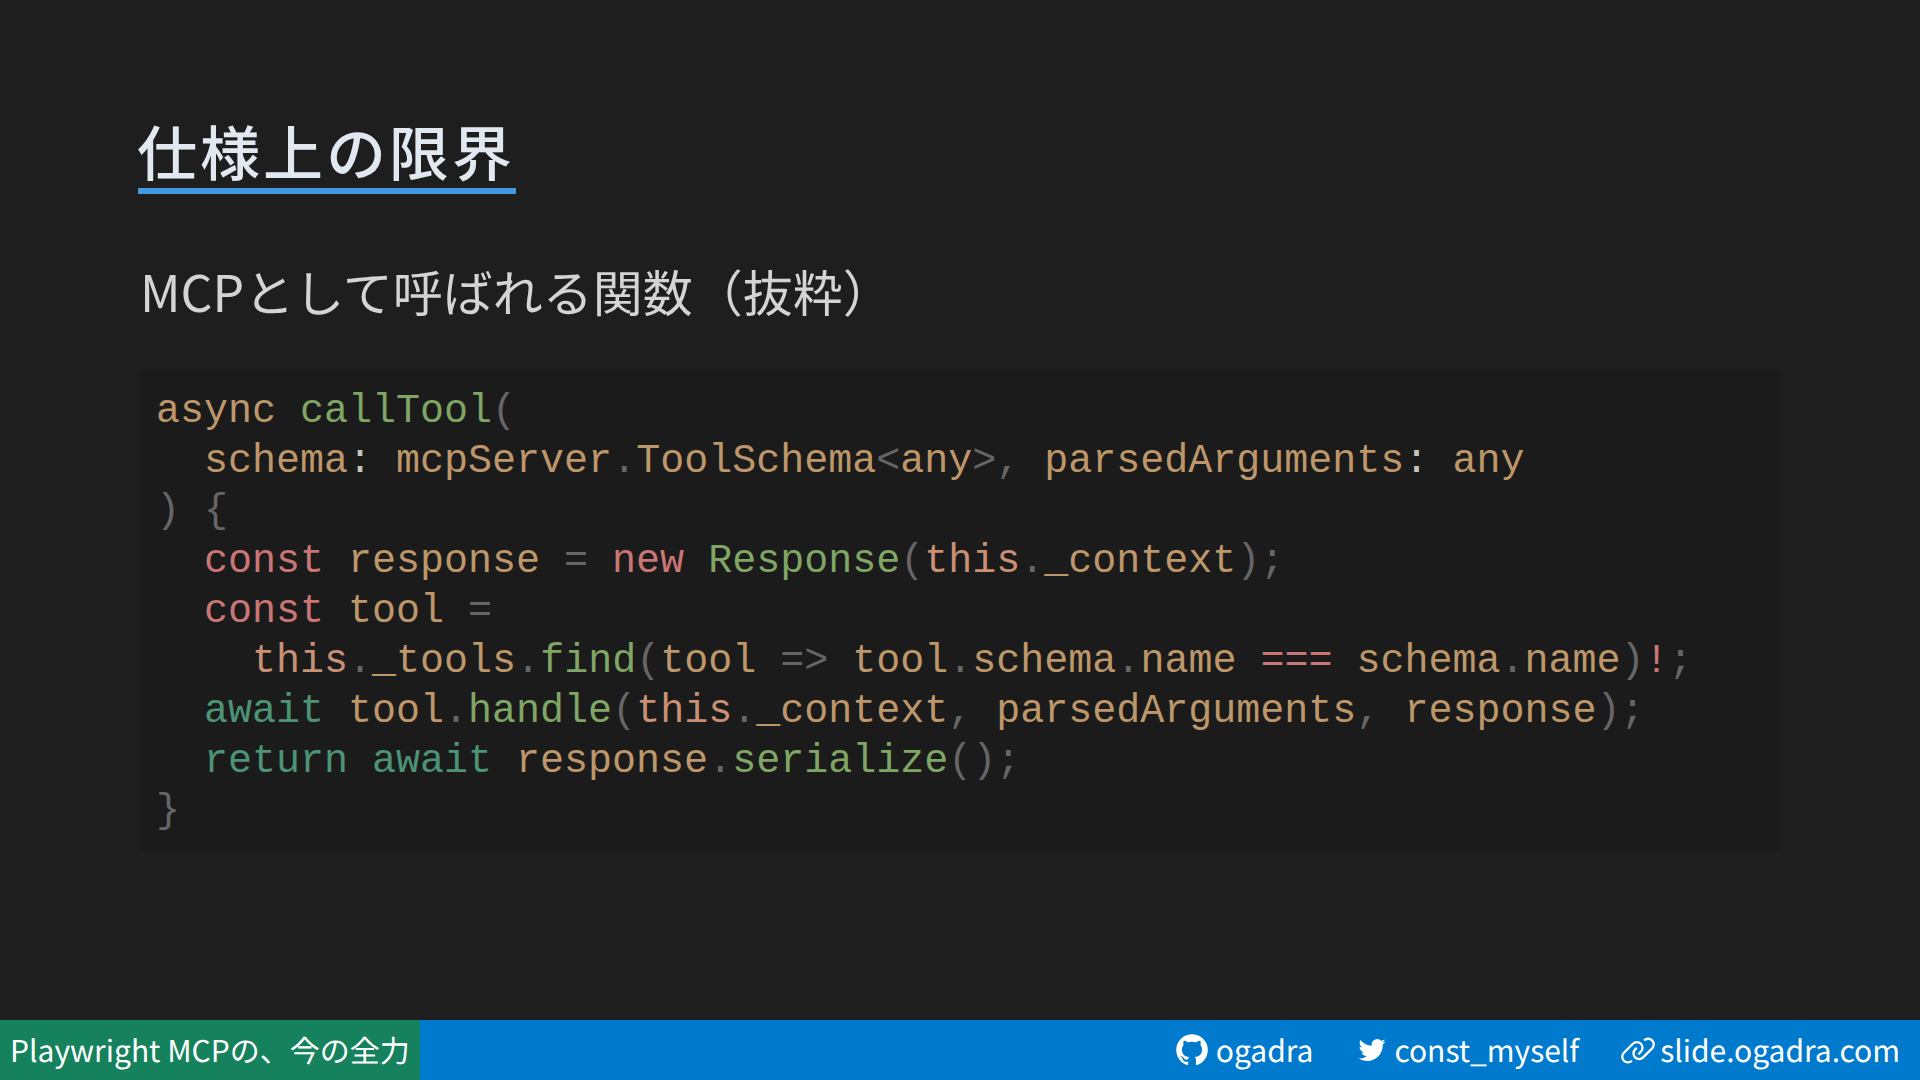 仕様上の限界
MCPとして呼ばれる関数（抜粋）
async callTool(
  schema: mcpServer.ToolSchema<any>, parsedArguments: any
) {
  const response = new Response(this._context);
  const tool =
    this._tools.find(tool => tool.schema.name === schema.name)!;
  await tool.handle(this._context, parsedArguments, response);
  return await response.serialize();
}
Playwright MCPの、今の全力
ogadra const_myself slide.ogadra.com